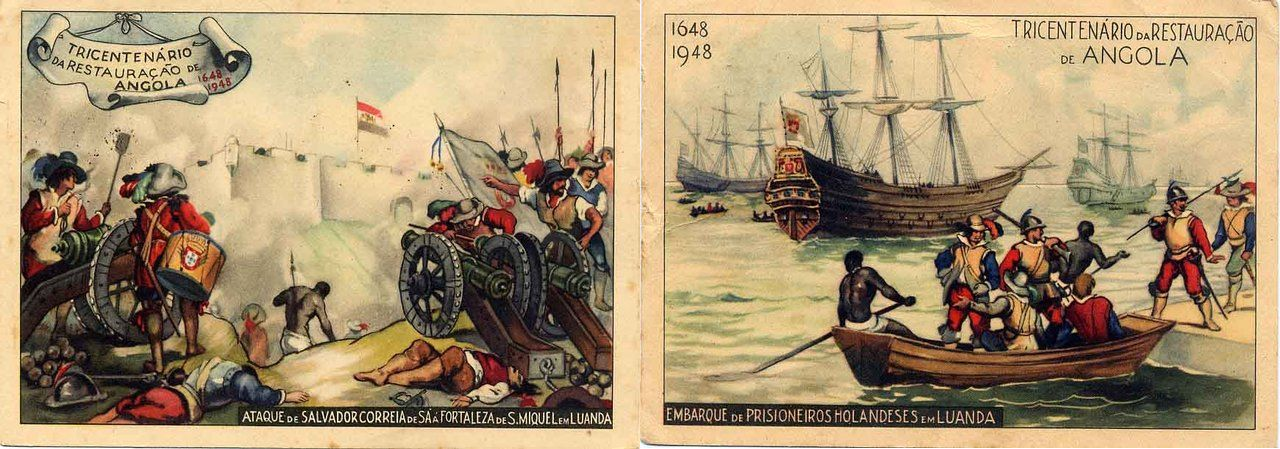 TRICENTENÁRIO
DA RESTAURAÇÃO DE
ANGOLA 1648
1948
ATAQUE DE SALVADOR CORREIA DE SÁ À FORTALEZA DE S. MIQUEL EM LUANDA
1648
1948
TRICENTENÁRIO DA RESTAURAÇÃO
DE ANGOLA
EMBARQUE DE PRISIONEIROS HOLANDESES EM LUANDA